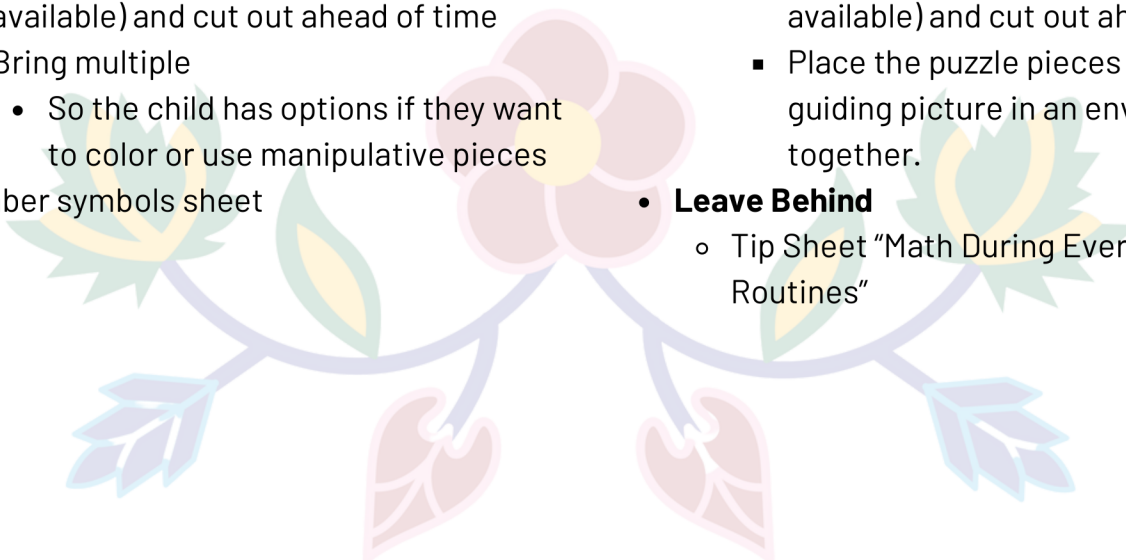 available) and cut out ahead of time
Bring multiple
So the child has options if they want
to color or use manipulative pieces
ber symbols sheet
available) and cut out ah
Place the puzzle pieces
guiding picture in an env
together.
Leave Behind
Tip Sheet "Math During Ever
Routines"